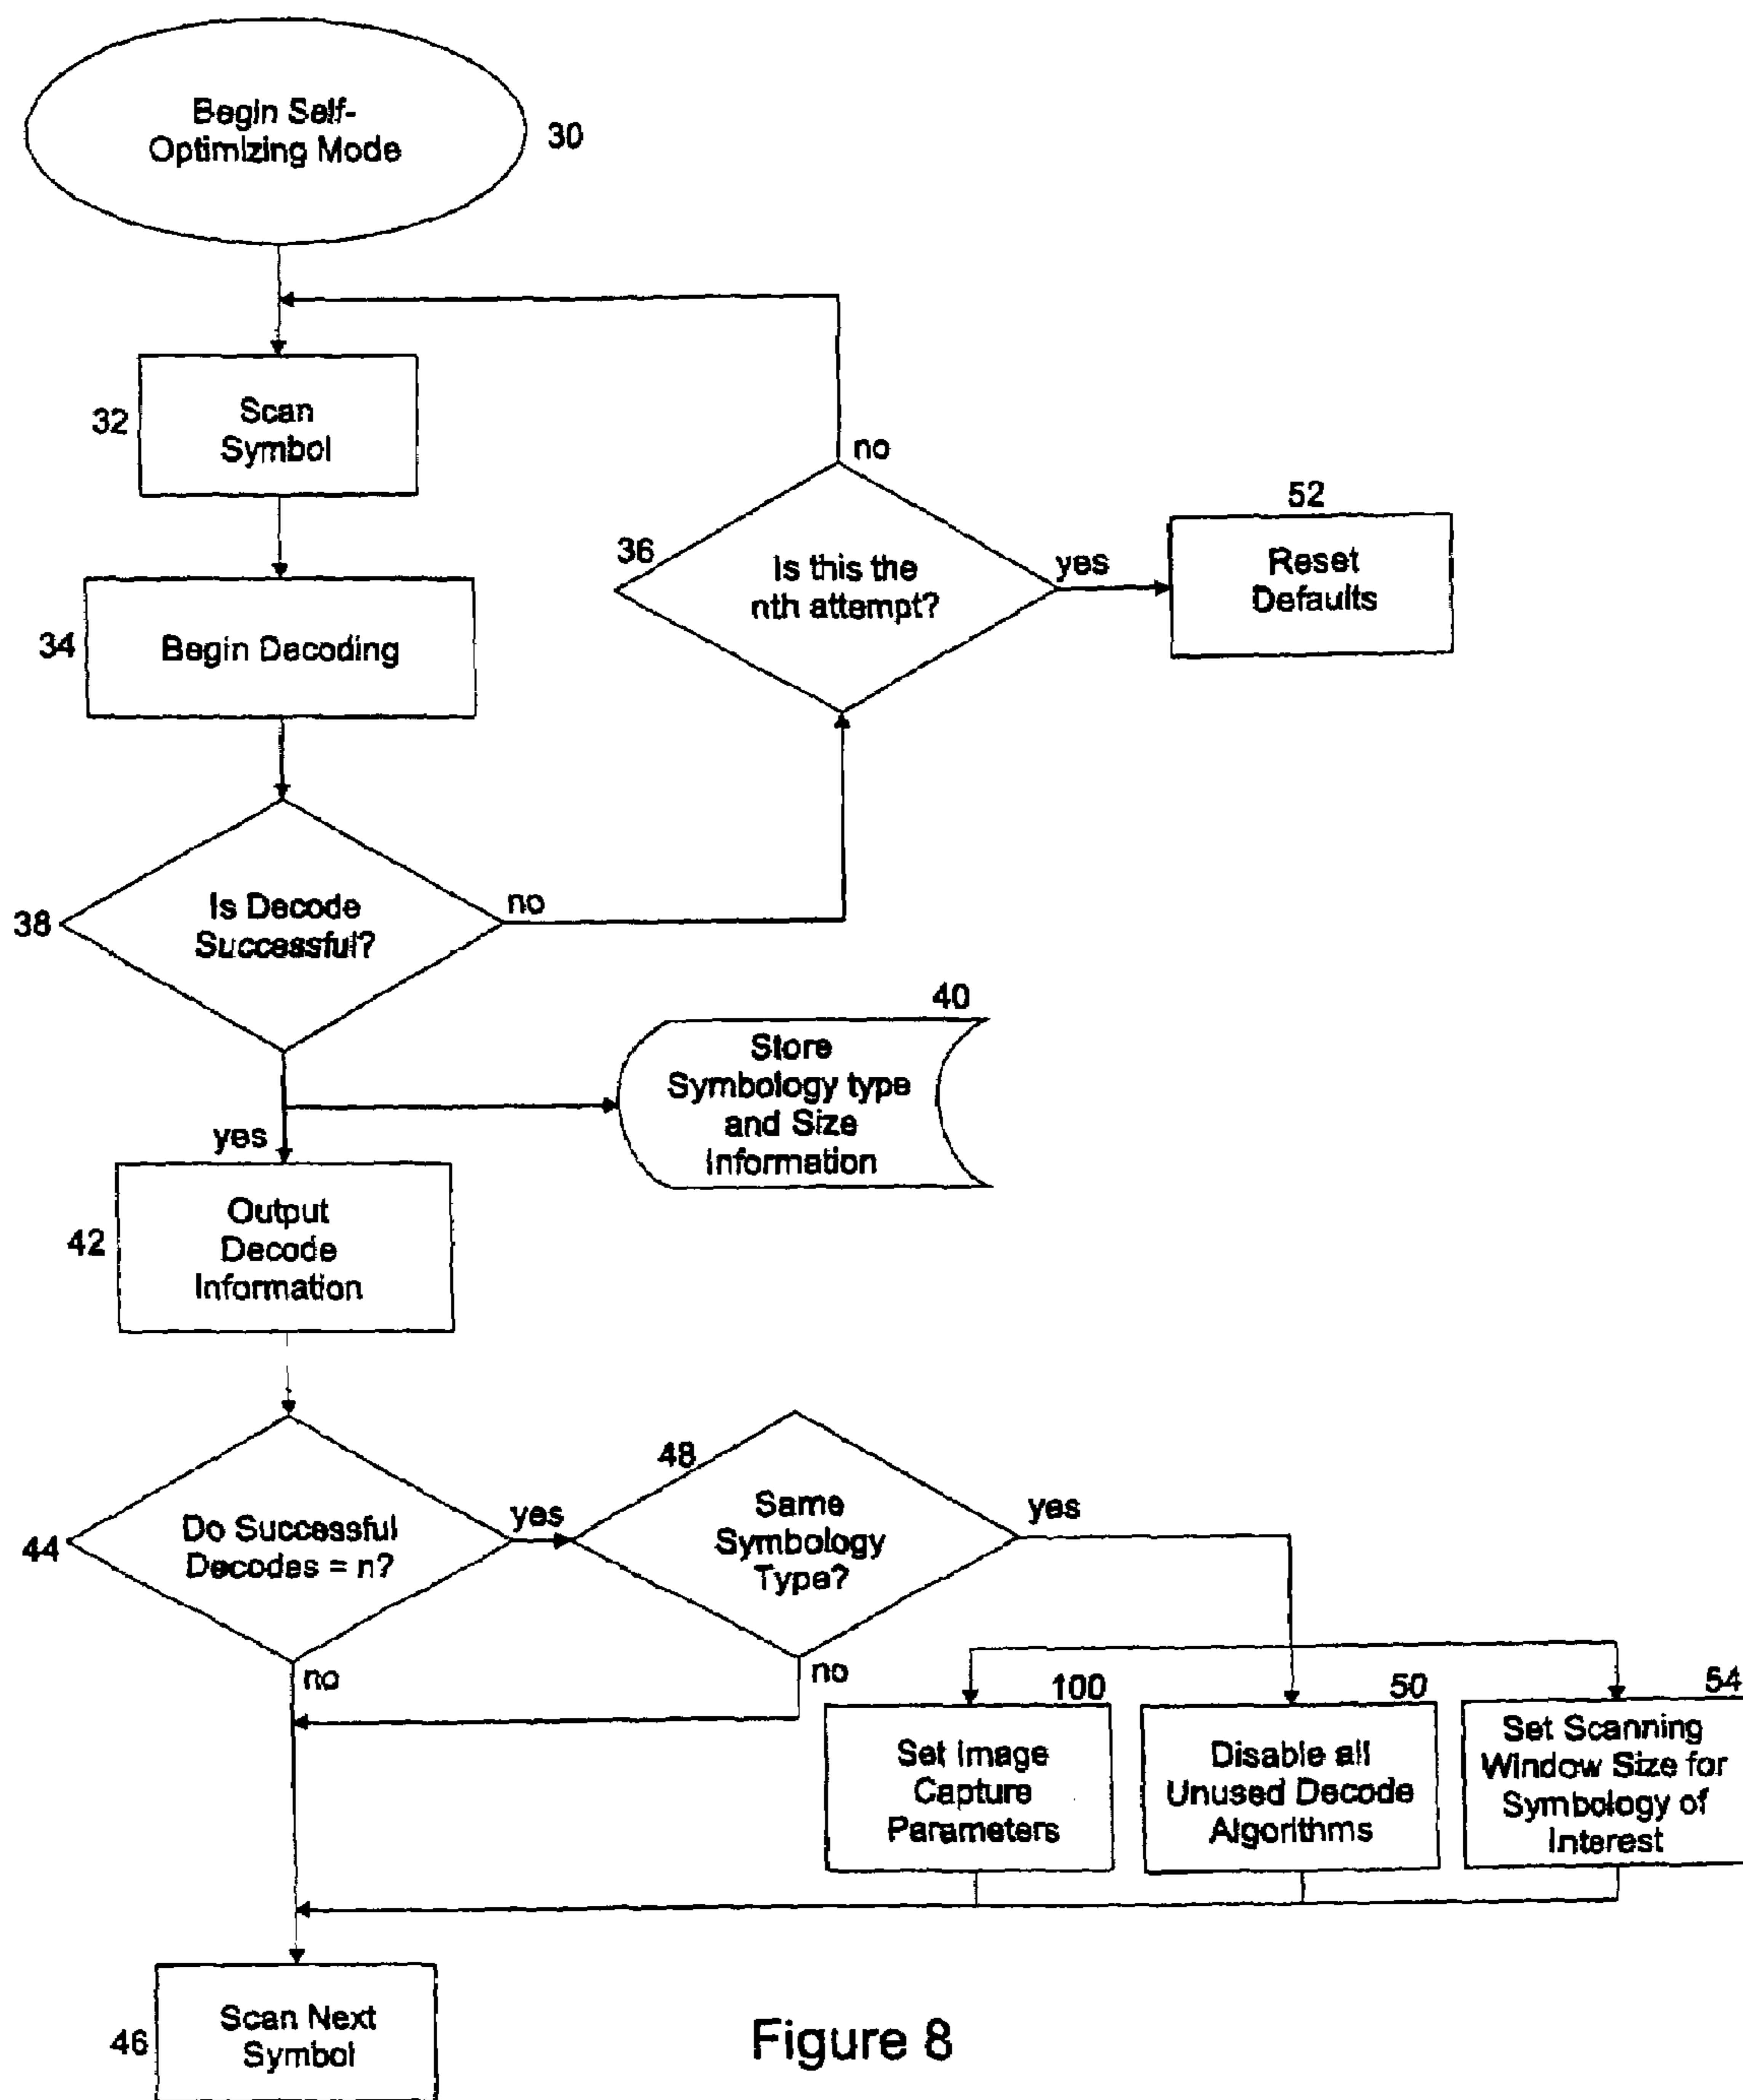 Begin Self-
Optimizing Mode
30
32
Scan
Symbol
no
52
36
Is this the
nth attempt?
yes
Reset
Defaults
34
Begin Decoding
38
Is Decode
Successful?
no
40
Store
Symbology type
and Size
Information
yes
42
Output
Decode
Information
44
Do Successful
Decodes = n?
yes
48
Same
Symbology
Type?
yes
no
no
100
50
54
Set Image
Capture
Parameters
Disable all
Unused Decode
Algorithms
Set Scanning
Window Size for
Symbology of
Interest
46
Scan Next
Symbol
Figure 8